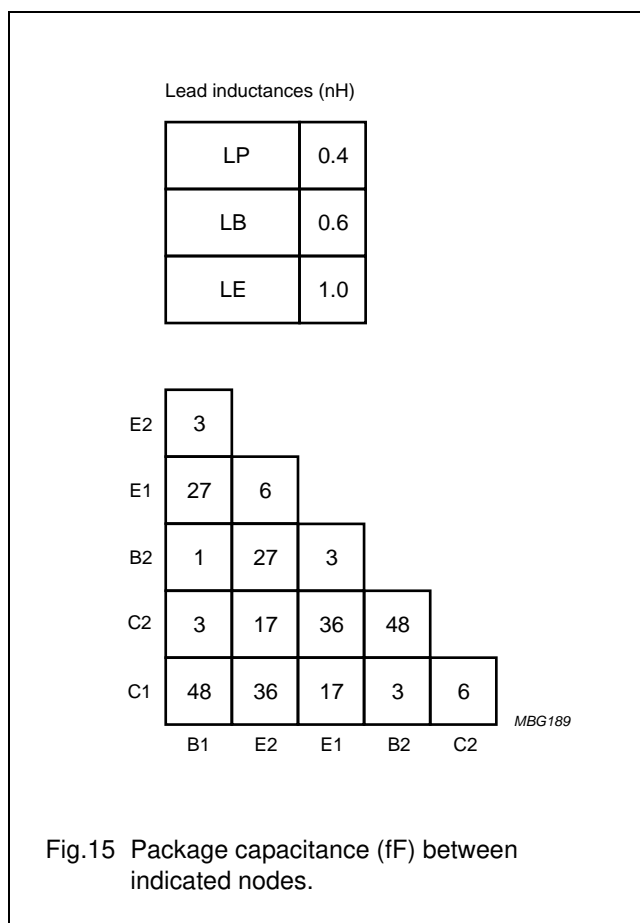 Lead inductances (nH)
LP 0.4
LB 0.6
LE 1.0
E2 3
E1 27 6
B2 1 27 3
C2 3 17 36 48
C1 48 36 17 3 6
MBG189
B1 E2 E1 B2 C2
Fig.15 Package capacitance (fF) between
indicated nodes.